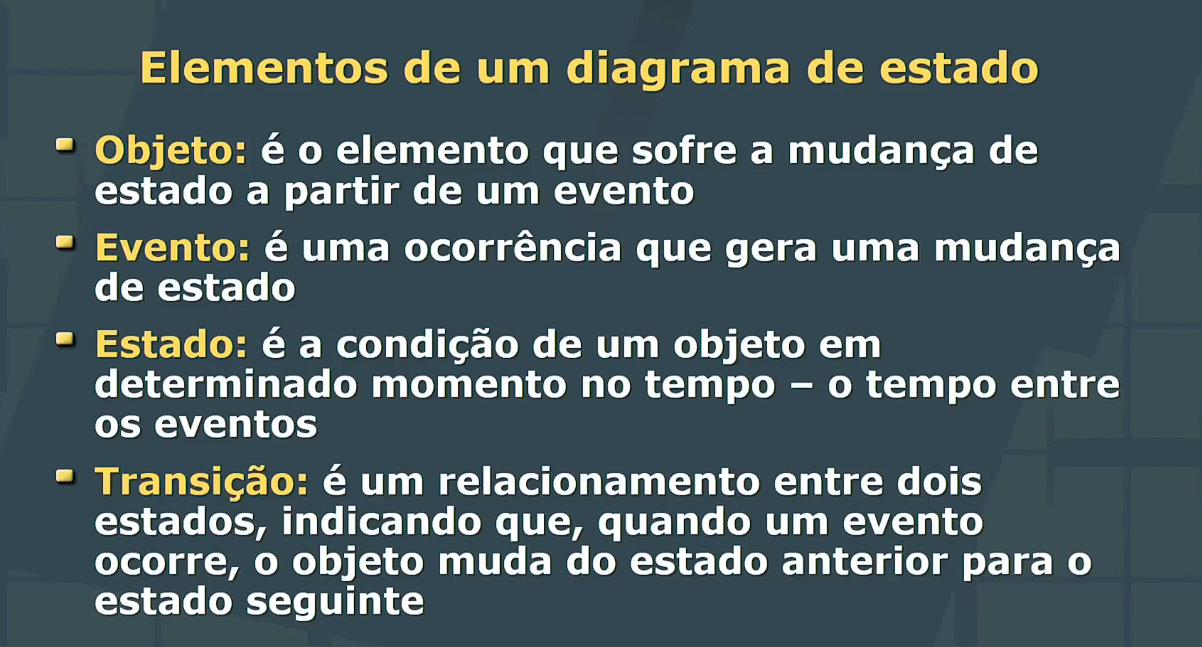 Elementos de um diagrama de estado
Objeto: é o elemento que sofre a mudança de
estado a partir de um evento
Evento: é uma ocorrência que gera uma mudança
de estado
Estado: é a condição de um objeto em
determinado momento no tempo – o tempo entre
os eventos
Transição: é um relacionamento entre dois
estados, indicando que, quando um evento
ocorre, o objeto muda do estado anterior para o
estado seguinte